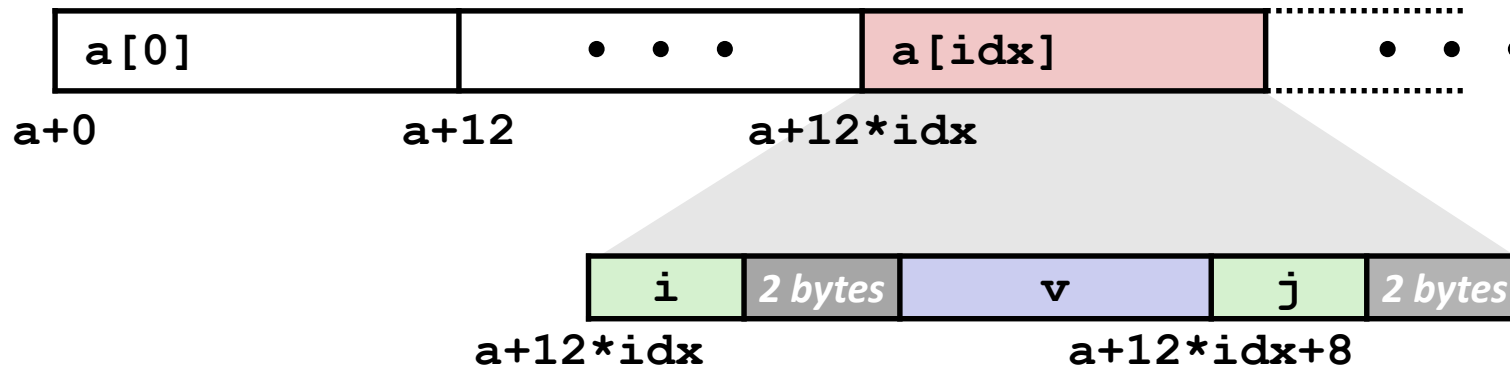 a[0] • • • a[idx] • • •
a+0 a+12 a+12*idx
i 2 bytes v j 2 bytes
a+12*idx a+12*idx+8